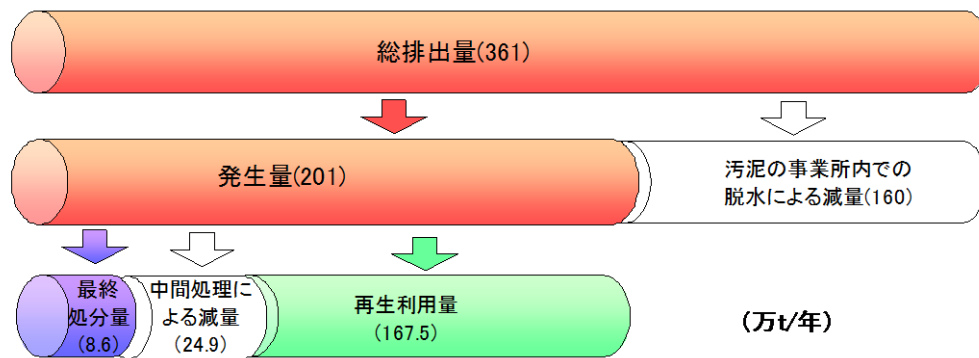 総排出量(361)
発生量(201)
汚泥の事業所内での
脱水による減量(160)
最終
処分量
(8.6)
中間処理に
よる減量
(24.9)
再生利用量
(167.5)
(万t/年)